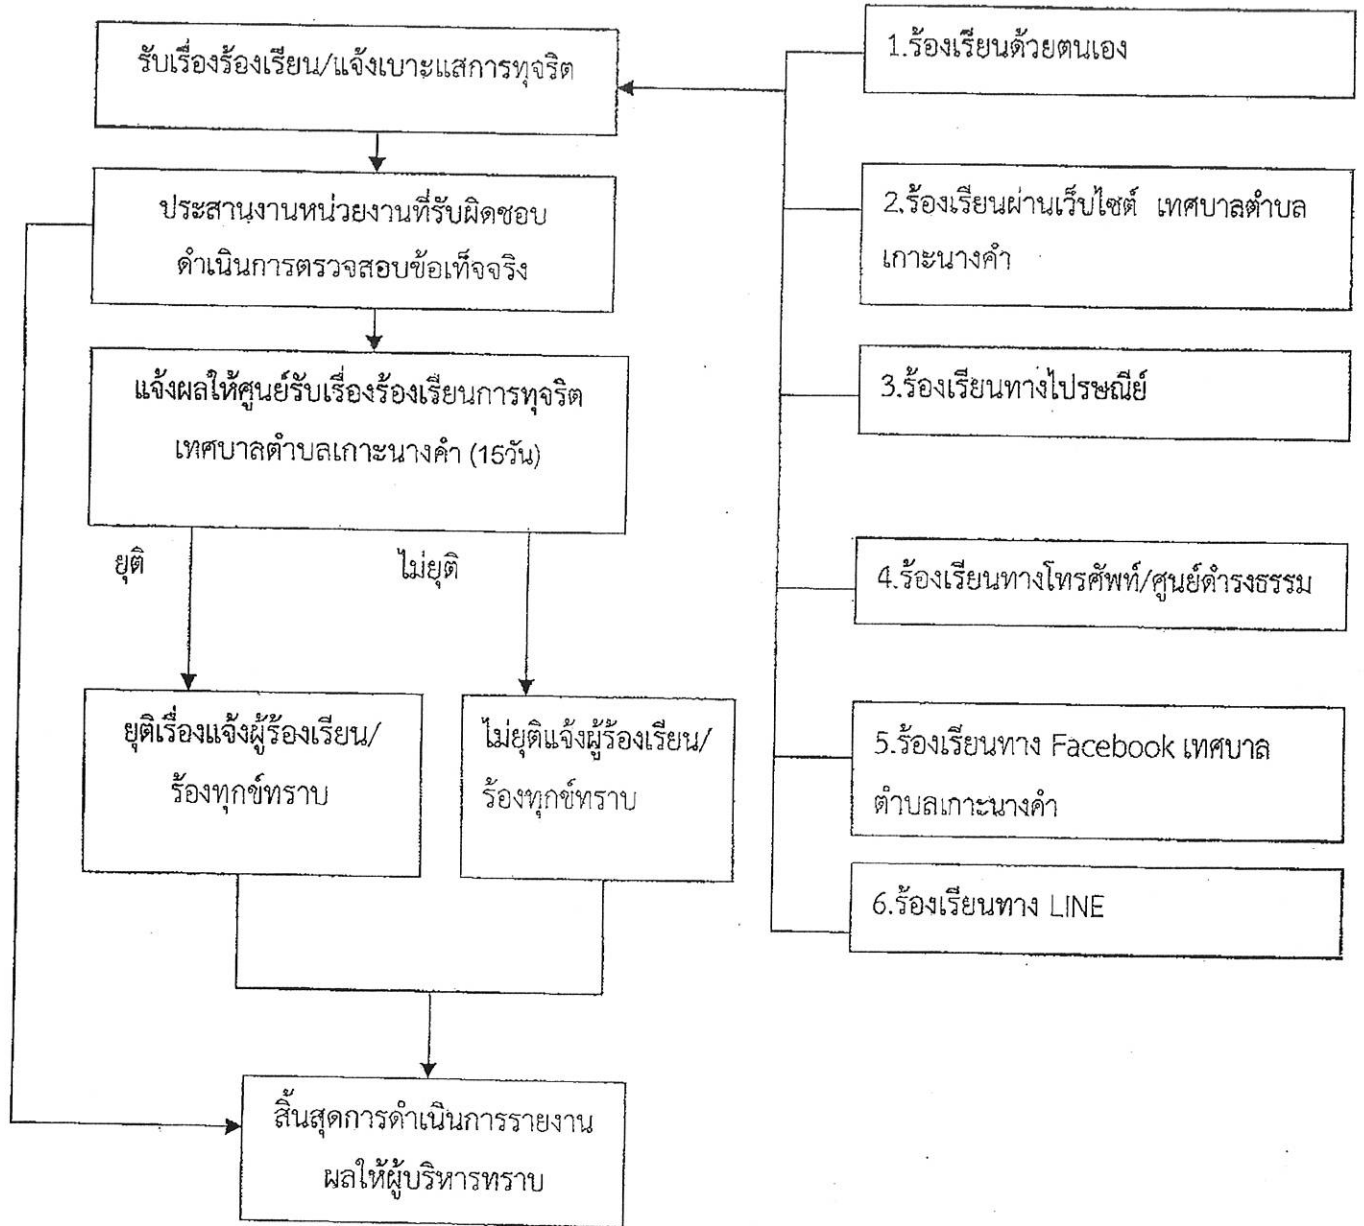 รับเรื่องร้องเรียน/แจ้งเบาะแสการทุจริต
ประสานงานหน่วยงานที่รับผิดชอบ
ดำเนินการตรวจสอบข้อเท็จจริง
แจ้งผลให้ศูนย์รับเรื่องร้องเรียนการทุจริต
เทศบาลตำบลเกาะนางคำ (15วัน)
ยุติ
ไม่ยุติ
ยุติเรื่องแจ้งผู้ร้องเรียน/
ร้องทุกข์ทราบ
ไม่ยุติแจ้งผู้ร้องเรียน/
ร้องทุกข์ทราบ
สิ้นสุดการดำเนินการรายงาน
ผลให้ผู้บริหารทราบ
1.ร้องเรียนด้วยตนเอง
2.ร้องเรียนผ่านเว็บไซต์ เทศบาลตำบล
เกาะนางคำ
3.ร้องเรียนทางไปรษณีย์
4.ร้องเรียนทางโทรศัพท์/ศูนย์ดำรงธรรม
5.ร้องเรียนทาง Facebook เทศบาล
ตำบลเกาะนางคำ
6.ร้องเรียนทาง LINE